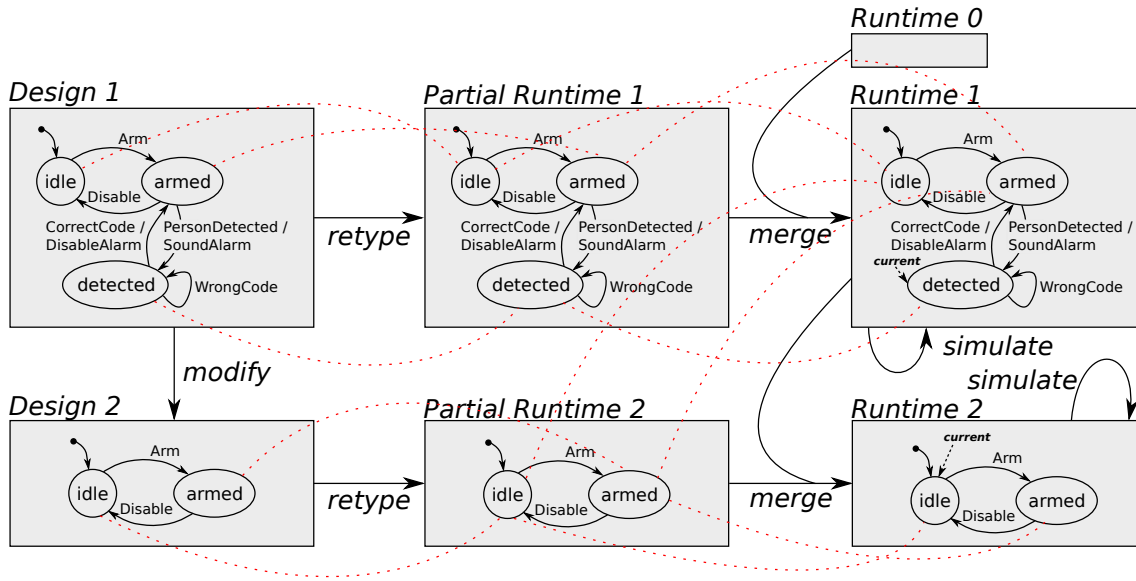 Runtime 0
Design 1
Partial Runtime 1
Runtime 1
Arm
idle
armed
Disable
CorrectCode /
DisableAlarm
PersonDetected /
SoundAlarm
detected
WrongCode
retype
Arm
idle
armed
Disable
CorrectCode /
DisableAlarm
PersonDetected /
SoundAlarm
detected
WrongCode
merge
Arm
idle
armed
Disable
CorrectCode /
DisableAlarm
PersonDetected /
SoundAlarm
current
detected
WrongCode
modify
simulate
simulate
Design 2
Partial Runtime 2
Runtime 2
Arm
idle
armed
Disable
retype
Arm
idle
armed
Disable
merge
current
Arm
idle
armed
Disable